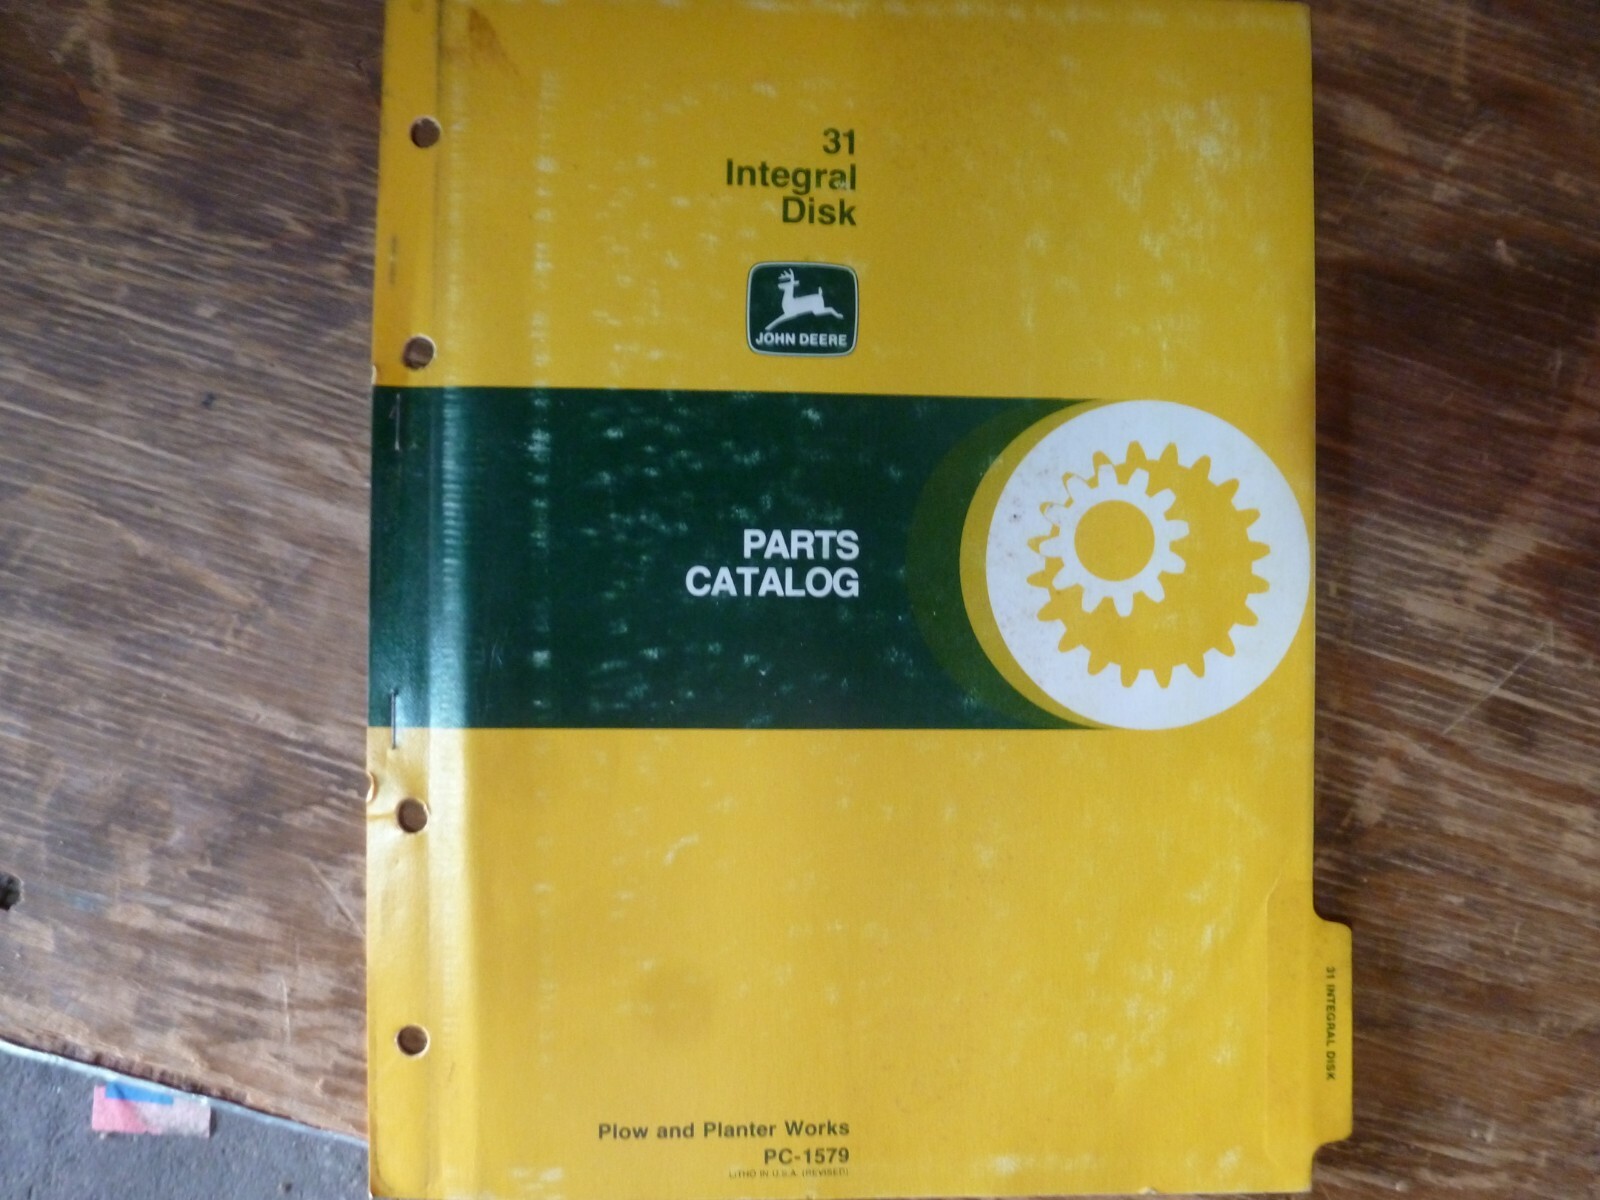 31
Integral
Disk
JOHN DEERE
PARTS
CATALOG
Plow and Planter Works
PC-1579
LITHO IN U.S.A. (REVISED)
31 INTEGRAL DISK